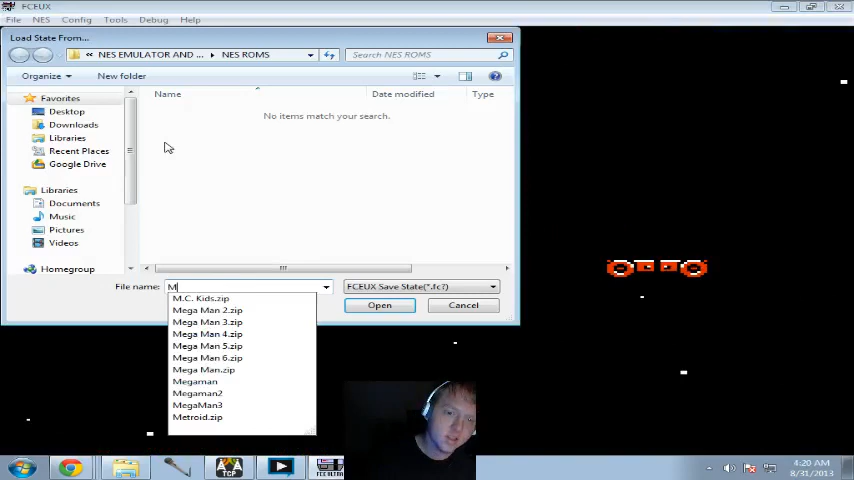 FCEUX
File NES Config Tools Debug Help
Load State From...
« NES EMULATOR AND ... NES ROMS Search NES ROMS
Organize New folder
Favorites
Desktop
Downloads
Libraries
Recent Places
Google Drive
Libraries
Documents
Music
Pictures
Videos
Homegroup
Name Date modified Type
No items match your search.
File name: M FCEUX Save State(*.fc?)
Open Cancel
M.C. Kids.zip
Mega Man 2.zip
Mega Man 3.zip
Mega Man 4.zip
Mega Man 5.zip
Mega Man 6.zip
Mega Man.zip
Megaman
Megaman2
MegaMan3
Metroid.zip
TCP
FCE ULTRA
4:20 AM
8/31/2013